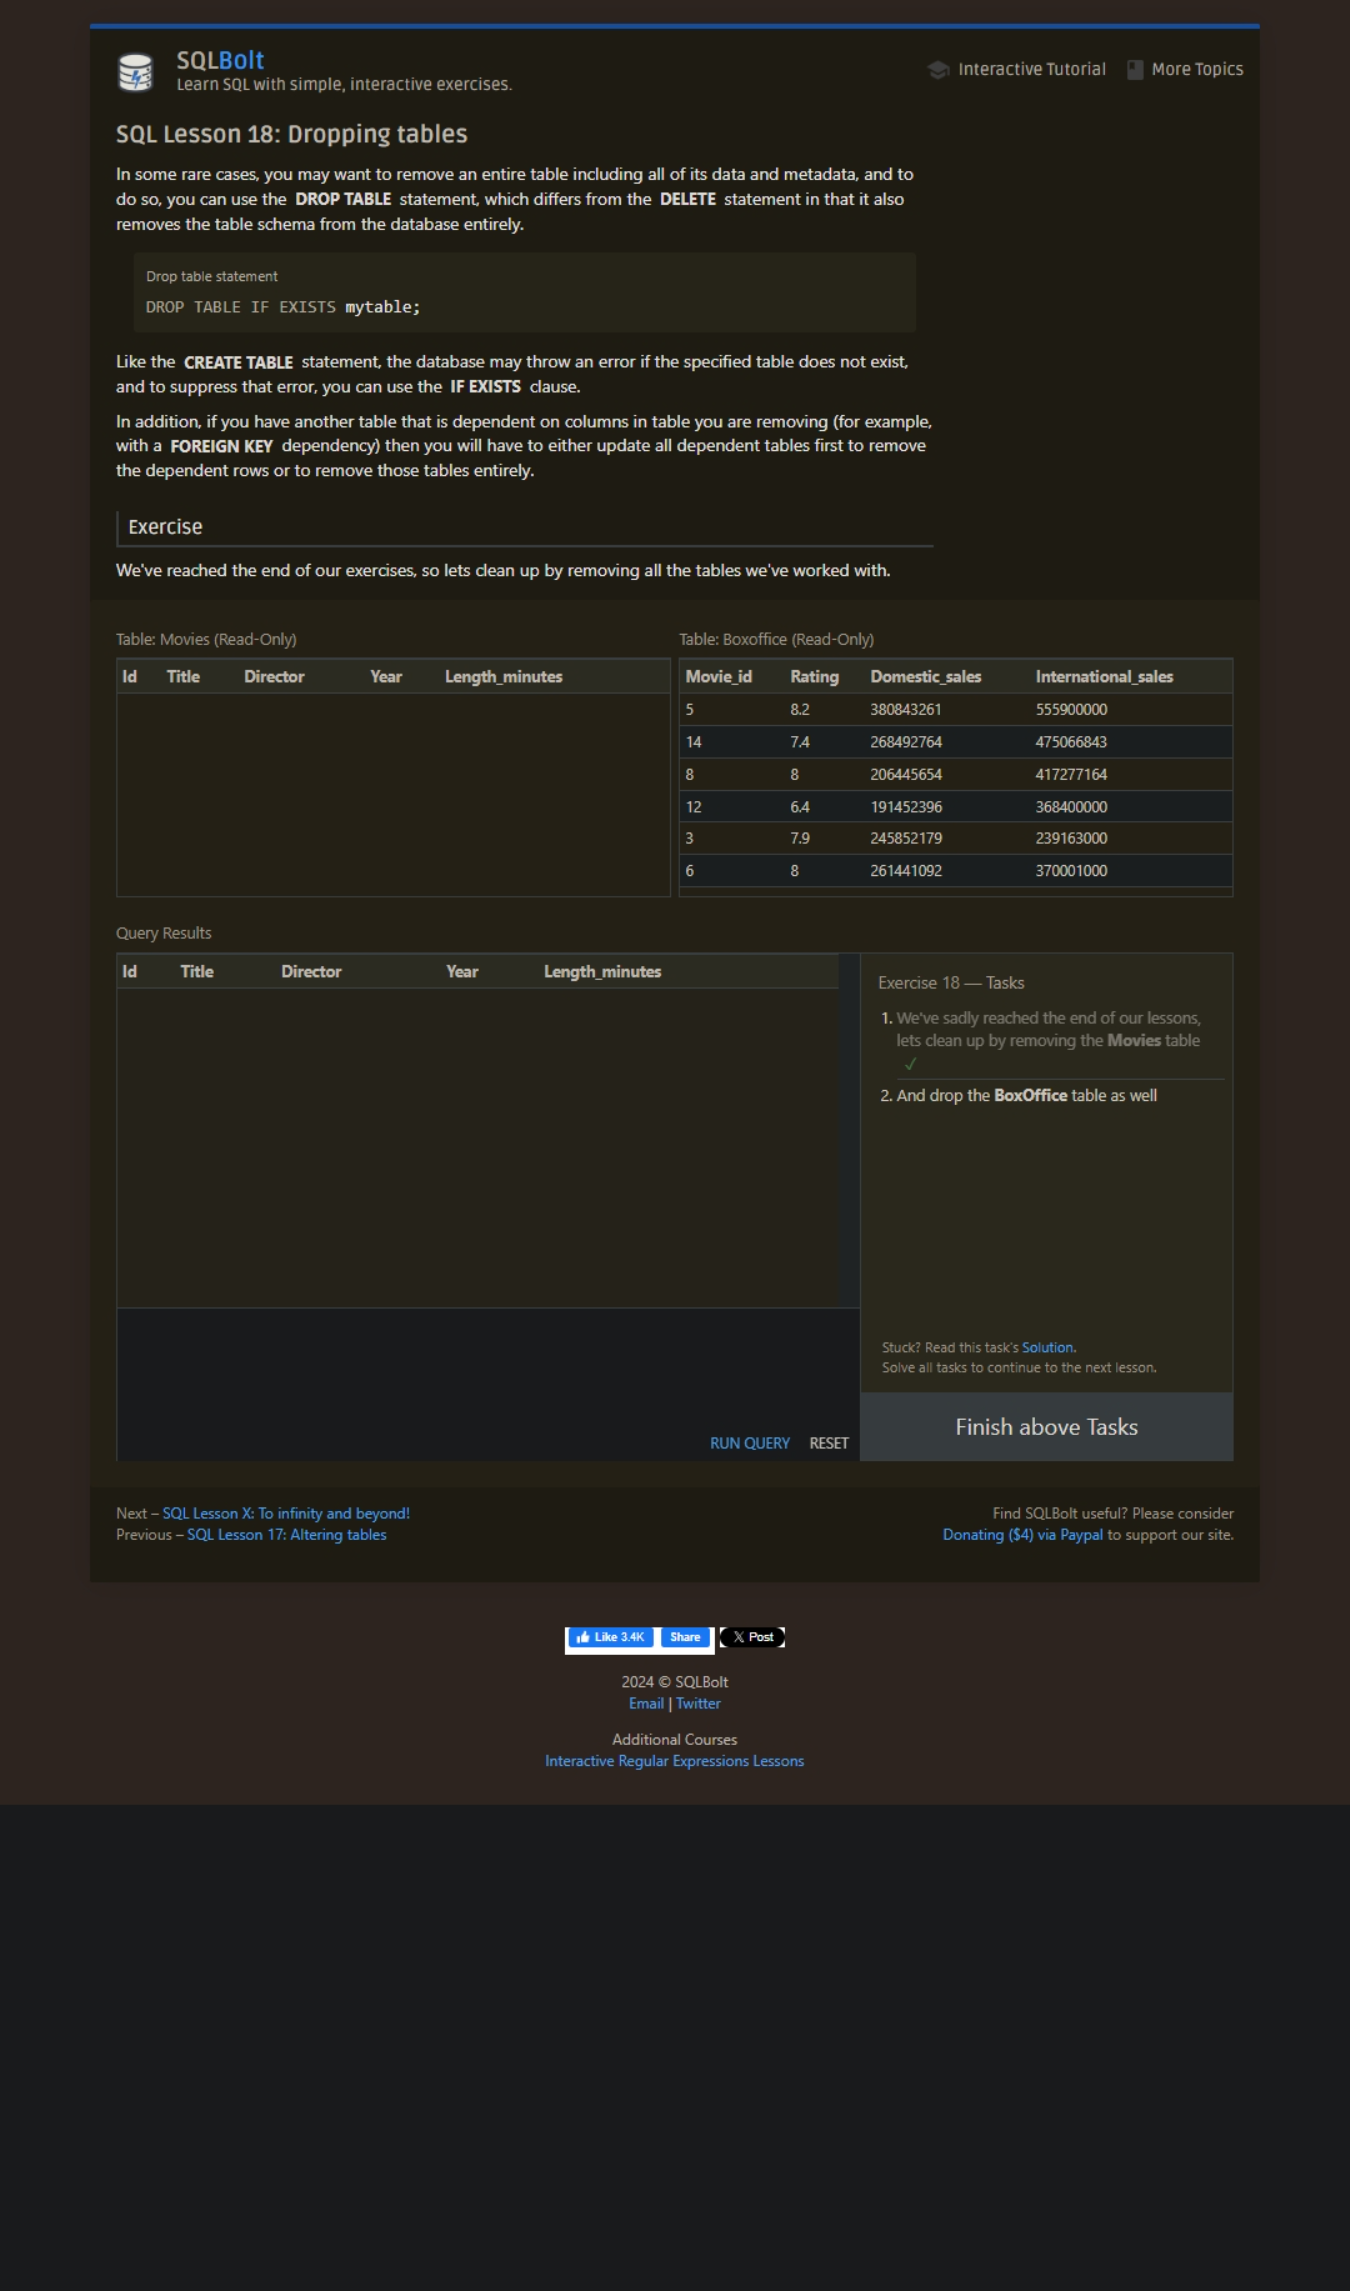 SQLBolt
Learn SQL with simple, interactive exercises.
Interactive Tutorial
More Topics
SQL Lesson 18: Dropping tables
In some rare cases, you may want to remove an entire table including all of its data and metadata, and to
do so, you can use the DROP TABLE statement, which differs from the DELETE statement in that it also
removes the table schema from the database entirely.
Drop table statement
DROP TABLE IF EXISTS mytable;
Like the CREATE TABLE statement, the database may throw an error if the specified table does not exist,
and to suppress that error, you can use the IF EXISTS clause.
In addition, if you have another table that is dependent on columns in table you are removing (for example,
with a FOREIGN KEY dependency) then you will have to either update all dependent tables first to remove
the dependent rows or to remove those tables entirely.
Exercise
We've reached the end of our exercises, so lets clean up by removing all the tables we've worked with.
Table: Movies (Read-Only)
Id Title Director Year Length_minutes
Table: Boxoffice (Read-Only)
Movie_id Rating Domestic_sales International_sales
5 8.2 380843261 555900000
14 7.4 268492764 475066843
8 8 206445654 417277164
12 6.4 191452396 368400000
3 7.9 245852179 239163000
6 8 261441092 370001000
Query Results
Id Title Director Year Length_minutes
Exercise 18 — Tasks
1. We've sadly reached the end of our lessons,
lets clean up by removing the Movies table
✓
2. And drop the BoxOffice table as well
Stuck? Read this task's Solution.
Solve all tasks to continue to the next lesson.
RUN QUERY RESET
Finish above Tasks
Next – SQL Lesson X: To infinity and beyond!
Previous – SQL Lesson 17: Altering tables
Find SQLBolt useful? Please consider
Donating ($4) via Paypal to support our site.
Like 3.4K Share X Post
2024 © SQLBolt
Email | Twitter
Additional Courses
Interactive Regular Expressions Lessons